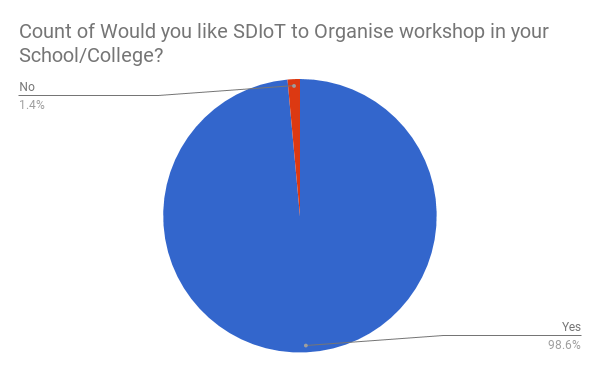 Count of Would you like SDIoT to Organise workshop in your
School/College?
No
1.4%
Yes
98.6%